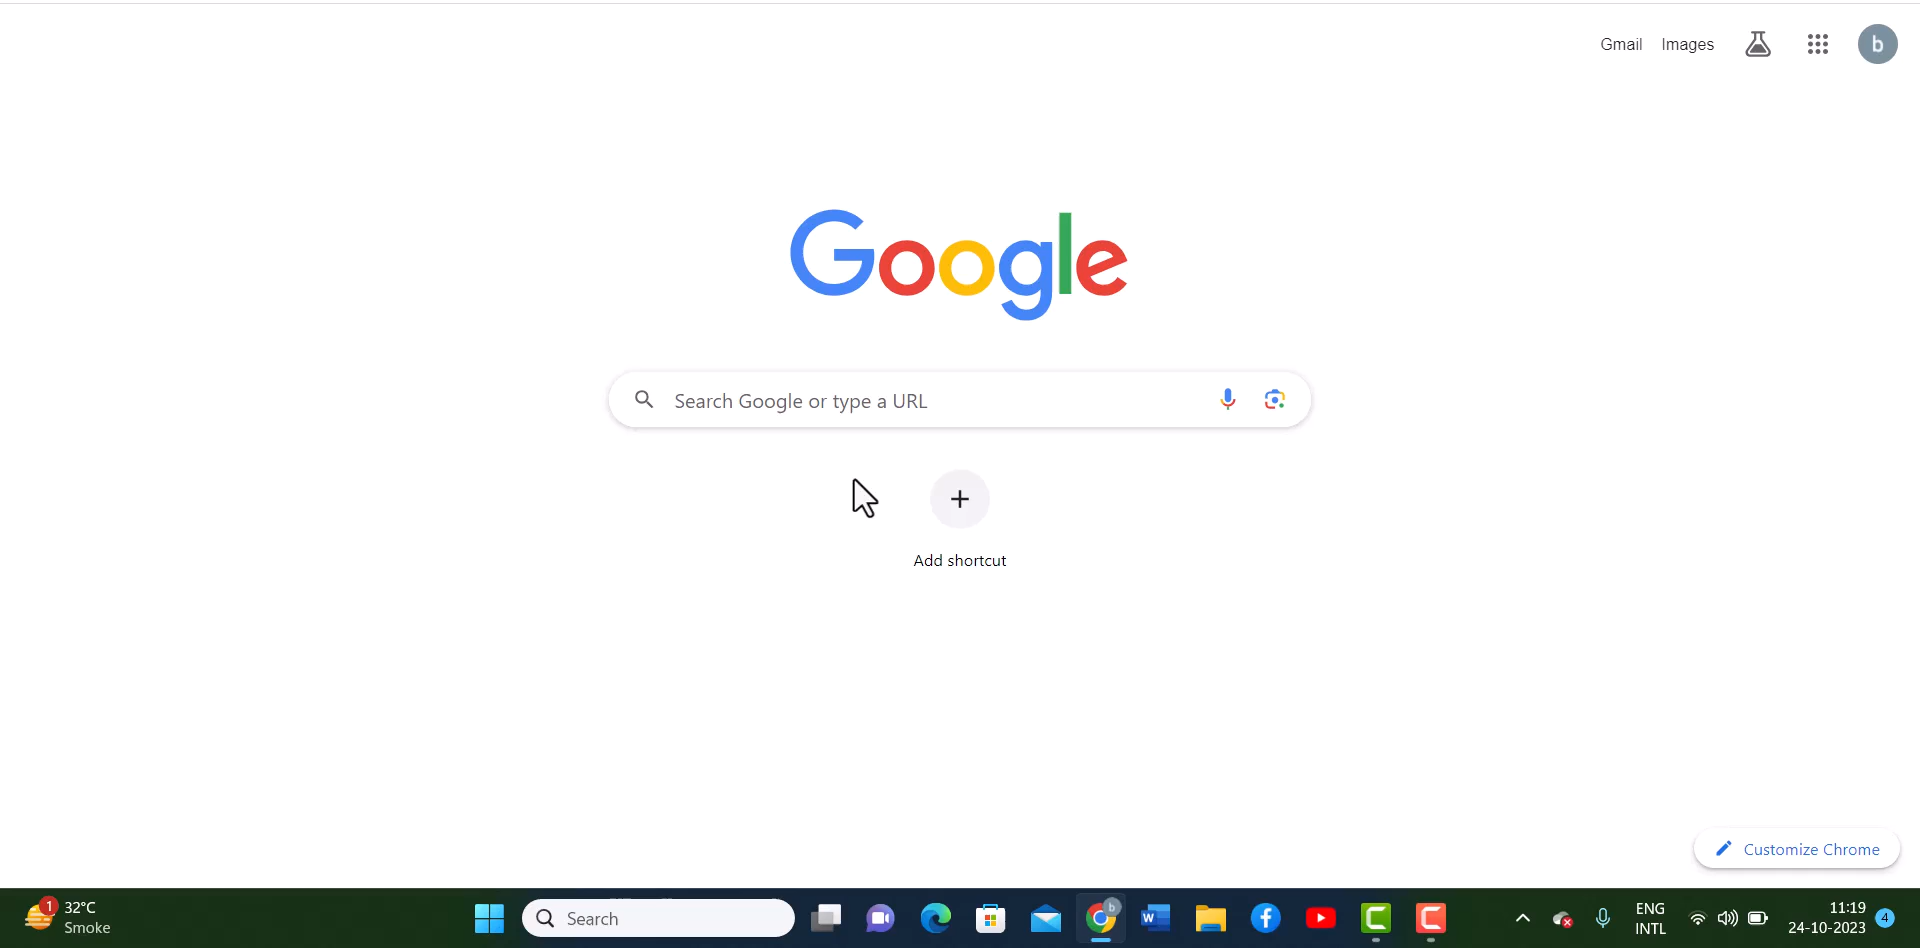 Gmail Images b
Google
Search Google or type a URL
Add shortcut
Customize Chrome
1 32°C
Smoke
Search
b
W
ENG
INTL
11:19
24-10-2023
4